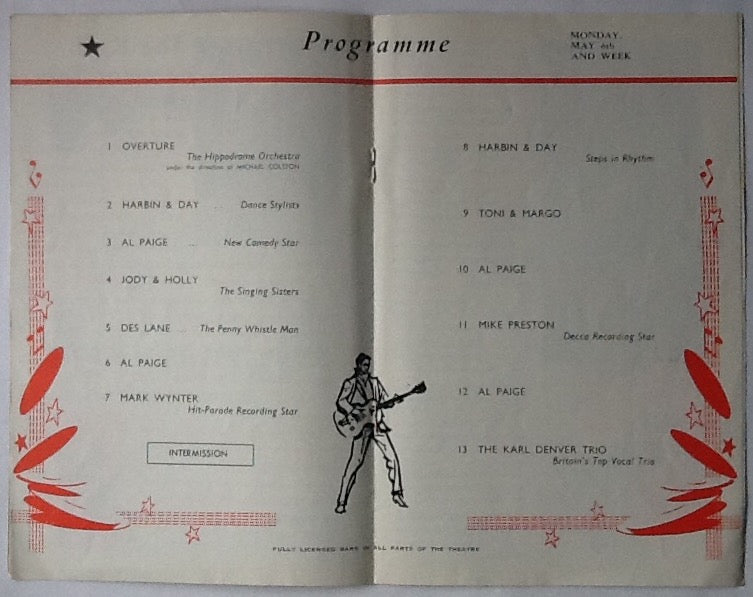 Programme
MONDAY,
MAY 6th
AND WEEK
1 OVERTURE
The Hippodrome Orchestra
under the direction of MICHAEL COLSTON
2 HARBIN & DAY ... Dance Stylists
3 AL PAIGE ... New Comedy Star
4 JODY & HOLLY
The Singing Sisters
5 DES LANE ... The Penny Whistle Man
6 AL PAIGE
7 MARK WYNTER
Hit-Parade Recording Star
INTERMISSION
8 HARBIN & DAY
Steps in Rhythm
9 TONI & MARGO
10 AL PAIGE
11 MIKE PRESTON
Decca Recording Star
12 AL PAIGE
13 THE KARL DENVER TRIO
Britain's Top Vocal Trio
FULLY LICENSED BARS IN ALL PARTS OF THE THEATRE